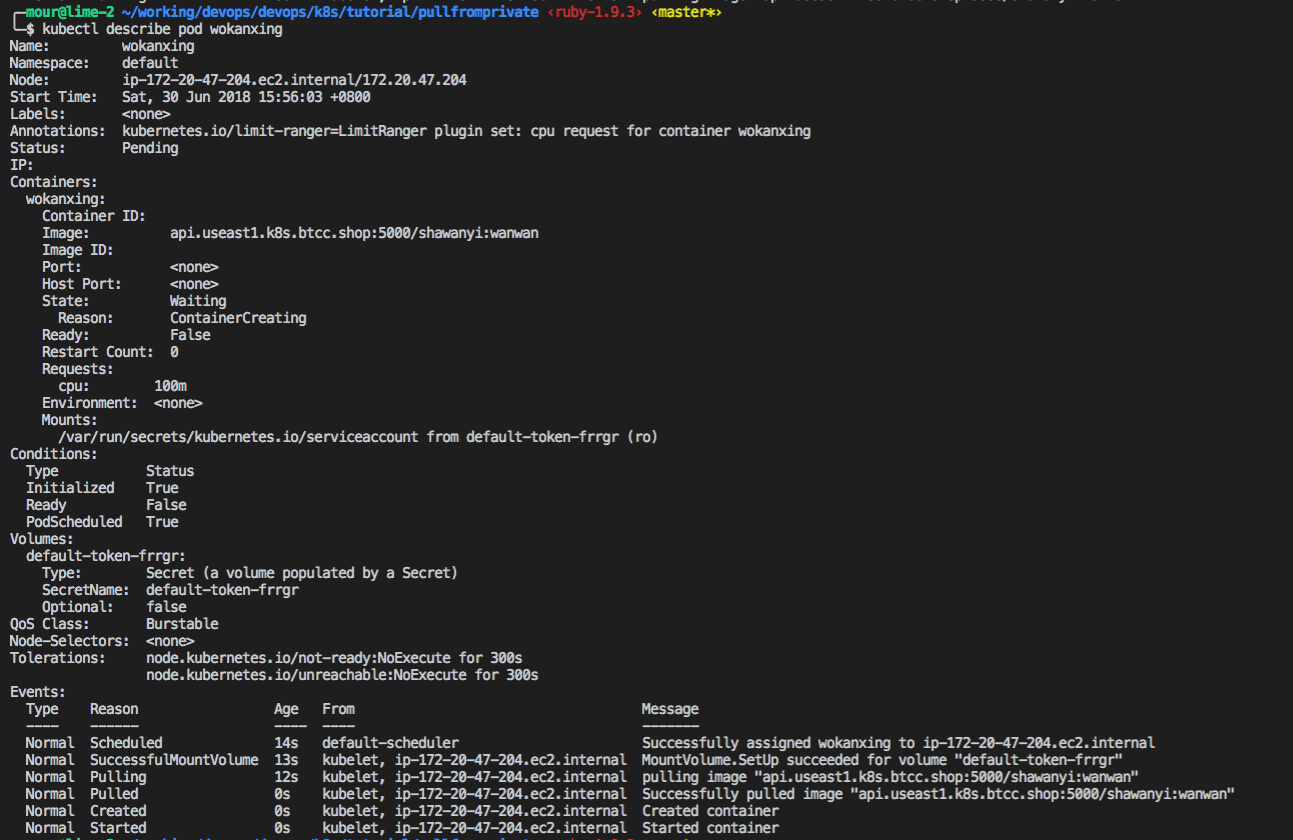 mour@lime-2 ~/working/devops/devops/k8s/tutorial/pullfromprivate ‹ruby-1.9.3› ‹master*›
$ kubectl describe pod wokanxing
Name: wokanxing
Namespace: default
Node: ip-172-20-47-204.ec2.internal/172.20.47.204
Start Time: Sat, 30 Jun 2018 15:56:03 +0800
Labels: <none>
Annotations: kubernetes.io/limit-ranger=LimitRanger plugin set: cpu request for container wokanxing
Status: Pending
IP:
Containers:
wokanxing:
Container ID:
Image: api.useast1.k8s.btcc.shop:5000/shawanyi:wanwan
Image ID:
Port: <none>
Host Port: <none>
State: Waiting
Reason: ContainerCreating
Ready: False
Restart Count: 0
Requests:
cpu: 100m
Environment: <none>
Mounts:
/var/run/secrets/kubernetes.io/serviceaccount from default-token-frrgr (ro)
Conditions:
Type Status
Initialized True
Ready False
PodScheduled True
Volumes:
default-token-frrgr:
Type: Secret (a volume populated by a Secret)
SecretName: default-token-frrgr
Optional: false
QoS Class: Burstable
Node-Selectors: <none>
Tolerations: node.kubernetes.io/not-ready:NoExecute for 300s
node.kubernetes.io/unreachable:NoExecute for 300s
Events:
Type Reason Age From Message
---- ------ ---- ---- -------
Normal Scheduled 14s default-scheduler Successfully assigned wokanxing to ip-172-20-47-204.ec2.internal
Normal SuccessfulMountVolume 13s kubelet, ip-172-20-47-204.ec2.internal MountVolume.SetUp succeeded for volume "default-token-frrgr"
Normal Pulling 12s kubelet, ip-172-20-47-204.ec2.internal pulling image "api.useast1.k8s.btcc.shop:5000/shawanyi:wanwan"
Normal Pulled 0s kubelet, ip-172-20-47-204.ec2.internal Successfully pulled image "api.useast1.k8s.btcc.shop:5000/shawanyi:wanwan"
Normal Created 0s kubelet, ip-172-20-47-204.ec2.internal Created container
Normal Started 0s kubelet, ip-172-20-47-204.ec2.internal Started container